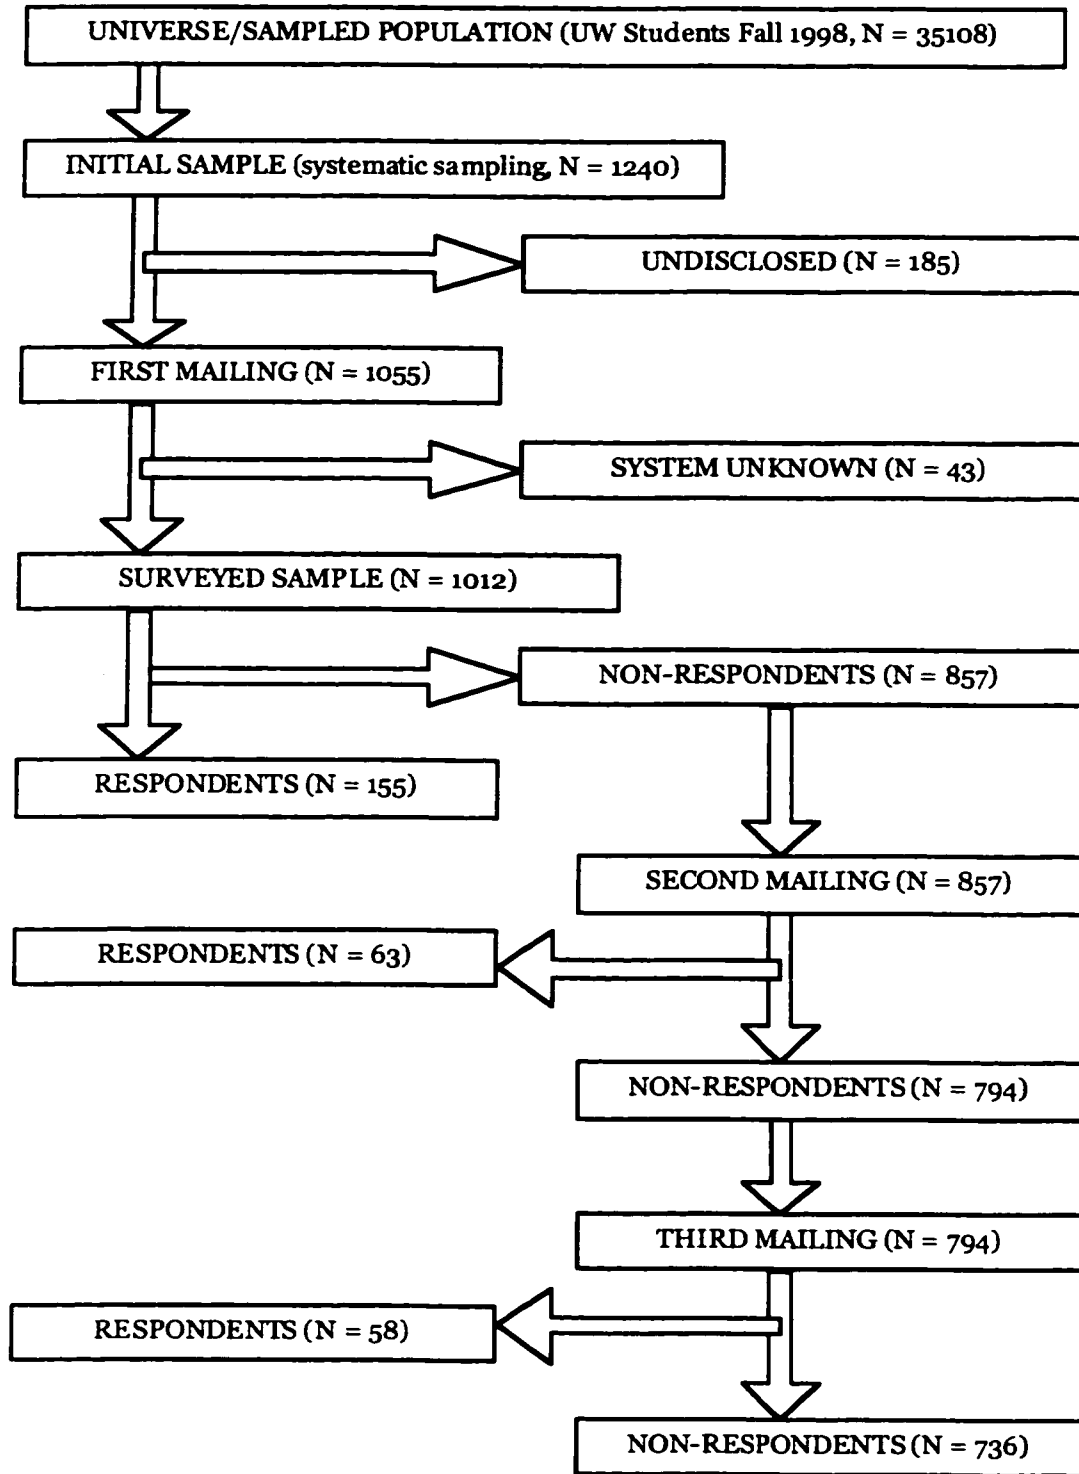 UNIVERSE/SAMPLED POPULATION (UW Students Fall 1998, N = 35108)
INITIAL SAMPLE (systematic sampling, N = 1240)
UNDISCLOSED (N = 185)
FIRST MAILING (N = 1055)
SYSTEM UNKNOWN (N = 43)
SURVEYED SAMPLE (N = 1012)
NON-RESPONDENTS (N = 857)
RESPONDENTS (N = 155)
SECOND MAILING (N = 857)
RESPONDENTS (N = 63)
NON-RESPONDENTS (N = 794)
THIRD MAILING (N = 794)
RESPONDENTS (N = 58)
NON-RESPONDENTS (N = 736)